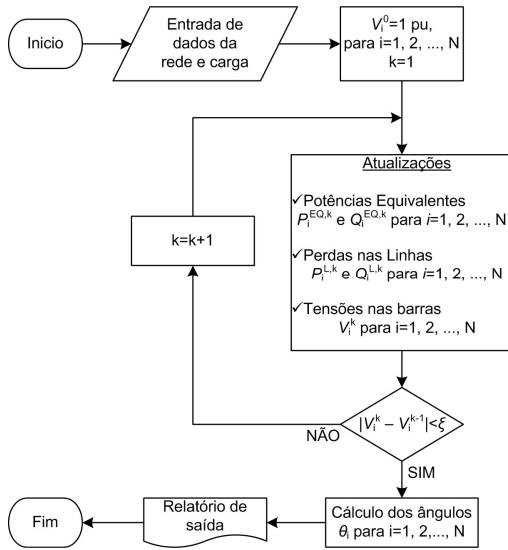 Inicio
Entrada de
dados da
rede e carga
V_i^0=1 pu,
para i=1, 2, ..., N
k=1
Atualizações
✓Potências Equivalentes
P_i^EQ,k e Q_i^EQ,k para i=1, 2, ..., N
✓Perdas nas Linhas
P_i^L,k e Q_i^L,k para i=1, 2, ..., N
✓Tensões nas barras
V_i^k para i=1, 2, ..., N
k=k+1
|V_i^k – V_i^k-1|<ξ
NÃO
SIM
Cálculo dos ângulos
θ_i para i=1, 2,..., N
Relatório de
saída
Fim